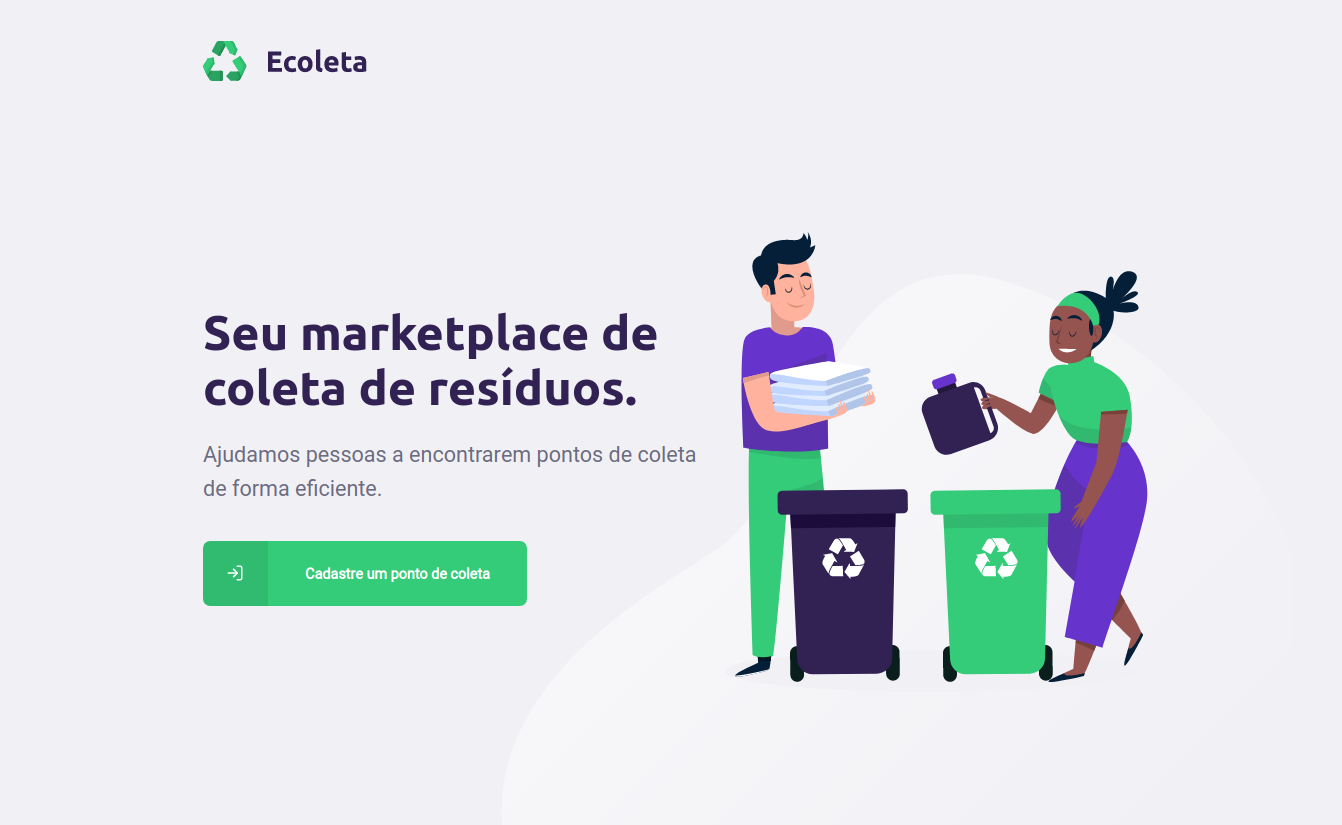 Ecoleta
Seu marketplace de
coleta de resíduos.
Ajudamos pessoas a encontrarem pontos de coleta
de forma eficiente.
Cadastre um ponto de coleta